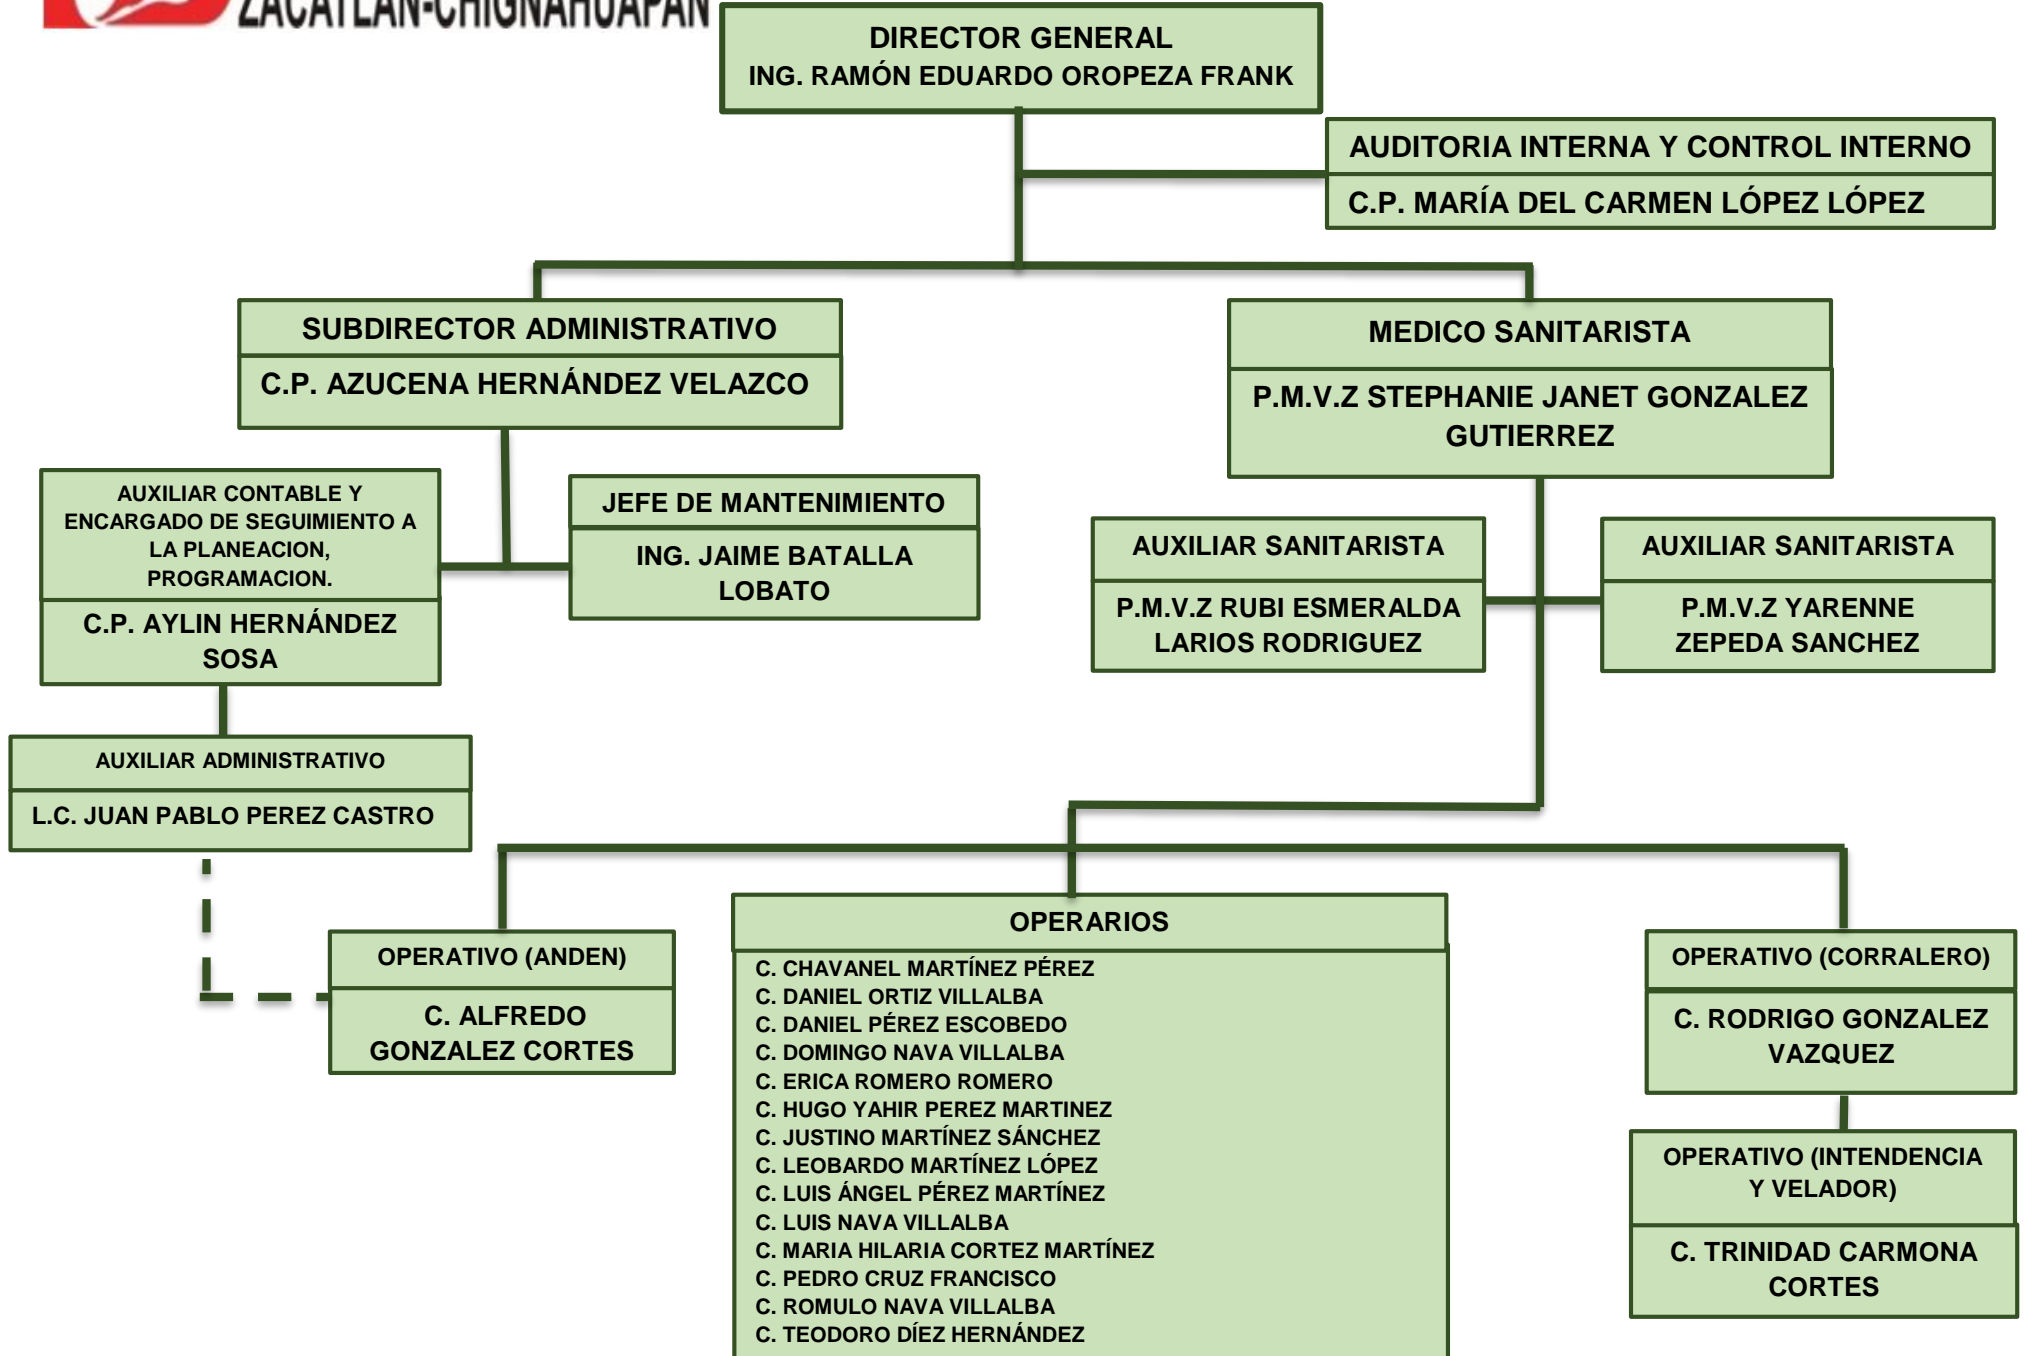 ZACATLÁN-CHIGNAHUAPAN
DIRECTOR GENERAL
ING. RAMÓN EDUARDO OROPEZA FRANK
AUDITORIA INTERNA Y CONTROL INTERNO
C.P. MARÍA DEL CARMEN LÓPEZ LÓPEZ
SUBDIRECTOR ADMINISTRATIVO
C.P. AZUCENA HERNÁNDEZ VELAZCO
MEDICO SANITARISTA
P.M.V.Z STEPHANIE JANET GONZALEZ
GUTIERREZ
AUXILIAR CONTABLE Y
ENCARGADO DE SEGUIMIENTO A
LA PLANEACION,
PROGRAMACION.
C.P. AYLIN HERNÁNDEZ
SOSA
JEFE DE MANTENIMIENTO
ING. JAIME BATALLA
LOBATO
AUXILIAR SANITARISTA
P.M.V.Z RUBI ESMERALDA
LARIOS RODRIGUEZ
AUXILIAR SANITARISTA
P.M.V.Z YARENNE
ZEPEDA SANCHEZ
AUXILIAR ADMINISTRATIVO
L.C. JUAN PABLO PEREZ CASTRO
OPERATIVO (ANDEN)
C. ALFREDO
GONZALEZ CORTES
OPERARIOS
C. CHAVANEL MARTÍNEZ PÉREZ
C. DANIEL ORTIZ VILLALBA
C. DANIEL PÉREZ ESCOBEDO
C. DOMINGO NAVA VILLALBA
C. ERICA ROMERO ROMERO
C. HUGO YAHIR PEREZ MARTINEZ
C. JUSTINO MARTÍNEZ SÁNCHEZ
C. LEOBARDO MARTÍNEZ LÓPEZ
C. LUIS ÁNGEL PÉREZ MARTÍNEZ
C. LUIS NAVA VILLALBA
C. MARIA HILARIA CORTEZ MARTÍNEZ
C. PEDRO CRUZ FRANCISCO
C. ROMULO NAVA VILLALBA
C. TEODORO DÍEZ HERNÁNDEZ
OPERATIVO (CORRALERO)
C. RODRIGO GONZALEZ
VAZQUEZ
OPERATIVO (INTENDENCIA
Y VELADOR)
C. TRINIDAD CARMONA
CORTES